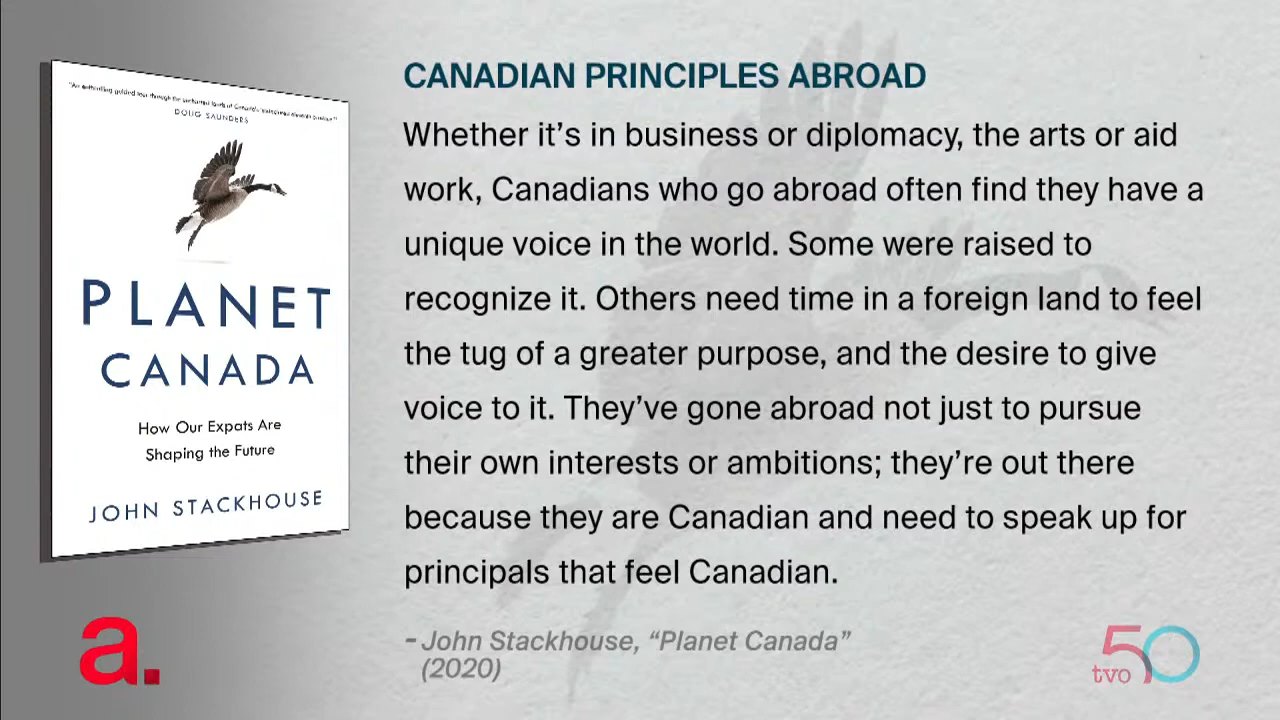 "An enthralling guided tour through the uncharted lands of Canada's
DOUG SAUNDERS
PLANET
CANADA
How Our Expats Are
Shaping the Future
JOHN STACKHOUSE
CANADIAN PRINCIPLES ABROAD
Whether it's in business or diplomacy, the arts or aid
work, Canadians who go abroad often find they have a
unique voice in the world. Some were raised to
recognize it. Others need time in a foreign land to feel
the tug of a greater purpose, and the desire to give
voice to it. They've gone abroad not just to pursue
their own interests or ambitions; they're out there
because they are Canadian and need to speak up for
principals that feel Canadian.
- John Stackhouse, “Planet Canada”
(2020)
a.
tvo 50